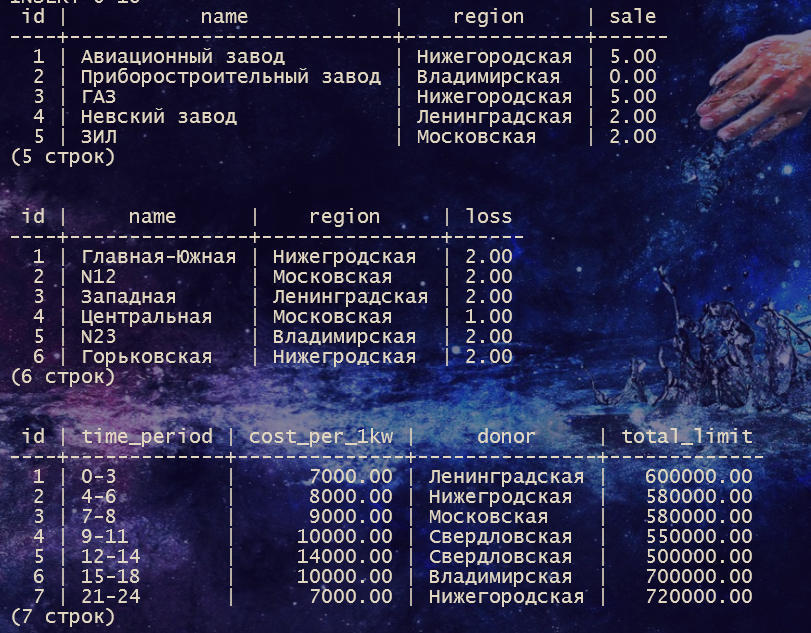 id | name | region | sale
----+------------------------------+---------------+------
1 | Авиационный завод | Нижегородская | 5.00
2 | Приборостроительный завод | Владимирская | 0.00
3 | ГАЗ | Нижегородская | 5.00
4 | Невский завод | Ленинградская | 2.00
5 | ЗИЛ | Московская | 2.00
(5 строк)
id | name | region | loss
----+----------------+---------------+------
1 | Главная-Южная | Нижегродская | 2.00
2 | N12 | Московская | 2.00
3 | Западная | Ленинградская | 2.00
4 | Центральная | Московская | 1.00
5 | N23 | Владимирская | 2.00
6 | Горьковская | Нижегродская | 2.00
(6 строк)
id | time_period | cost_per_1kw | donor | total_limit
----+-------------+--------------+---------------+-------------
1 | 0-3 | 7000.00 | Ленинградская | 600000.00
2 | 4-6 | 8000.00 | Нижегродская | 580000.00
3 | 7-8 | 9000.00 | Московская | 580000.00
4 | 9-11 | 10000.00 | Свердловская | 550000.00
5 | 12-14 | 14000.00 | Свердловская | 500000.00
6 | 15-18 | 10000.00 | Владимирская | 700000.00
7 | 21-24 | 7000.00 | Нижегородская | 720000.00
(7 строк)